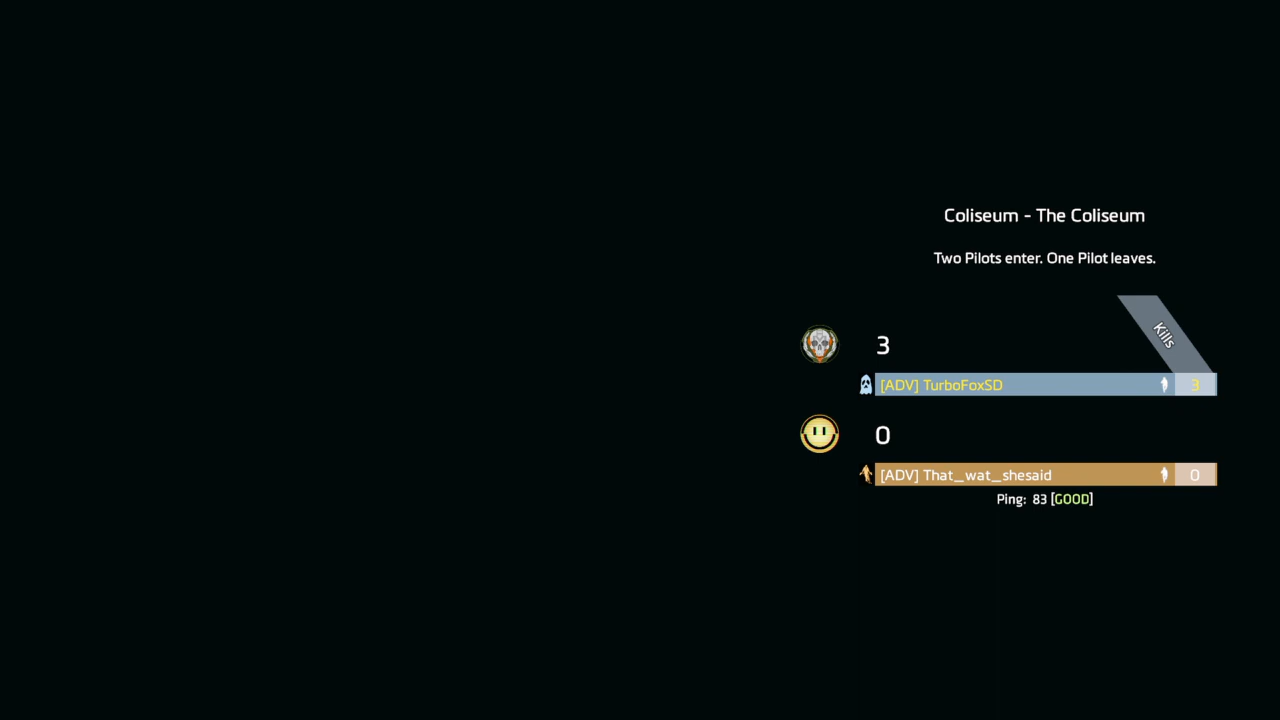 Coliseum - The Coliseum
Two Pilots enter. One Pilot leaves.
Kills
3
[ADV] TurboFoxSD 3
0
[ADV] That_wat_shesaid 0
Ping: 83 [GOOD]